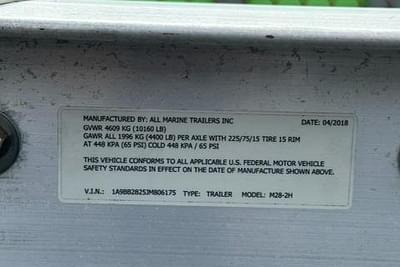 MANUFACTURED BY: ALL MARINE TRAILERS INC DATE: 04/2018
GVWR 4609 KG (10160 LB)
GAWR ALL 1996 KG (4400 LB) PER AXLE WITH 225/75/15 TIRE 15 RIM
AT 448 KPA (65 PSI) COLD 448 KPA / 65 PSI
THIS VEHICLE CONFORMS TO ALL APPLICABLE U.S. FEDERAL MOTOR VEHICLE
SAFETY STANDARDS IN EFFECT ON THE DATE OF MANUFACTURE SHOWN ABOVE.
V.I.N.: 1A9BB2825JM806175 TYPE: TRAILER MODEL: M28-2H